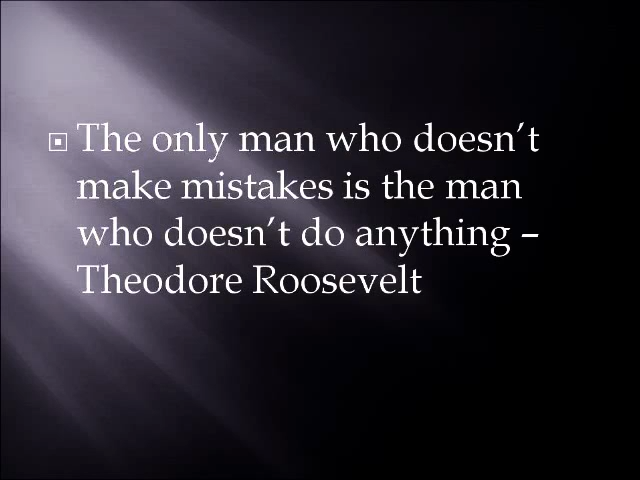 The only man who doesn’t
make mistakes is the man
who doesn’t do anything –
Theodore Roosevelt